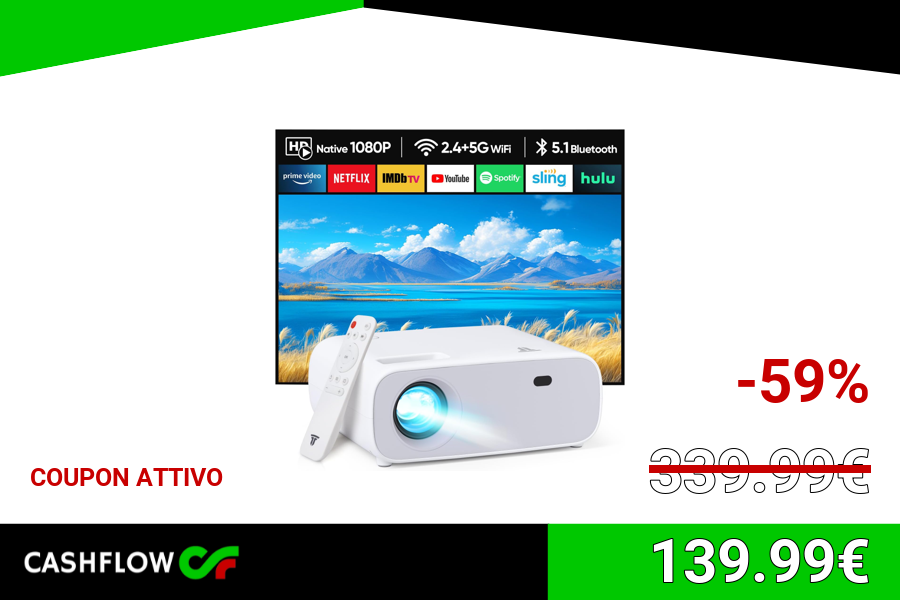 HD Native 1080P 2.4+5G WiFi 5.1 Bluetooth
prime video NETFLIX IMDb TV YouTube Spotify sling hulu
-59%
COUPON ATTIVO 339.99€
CASHFLOW 139.99€